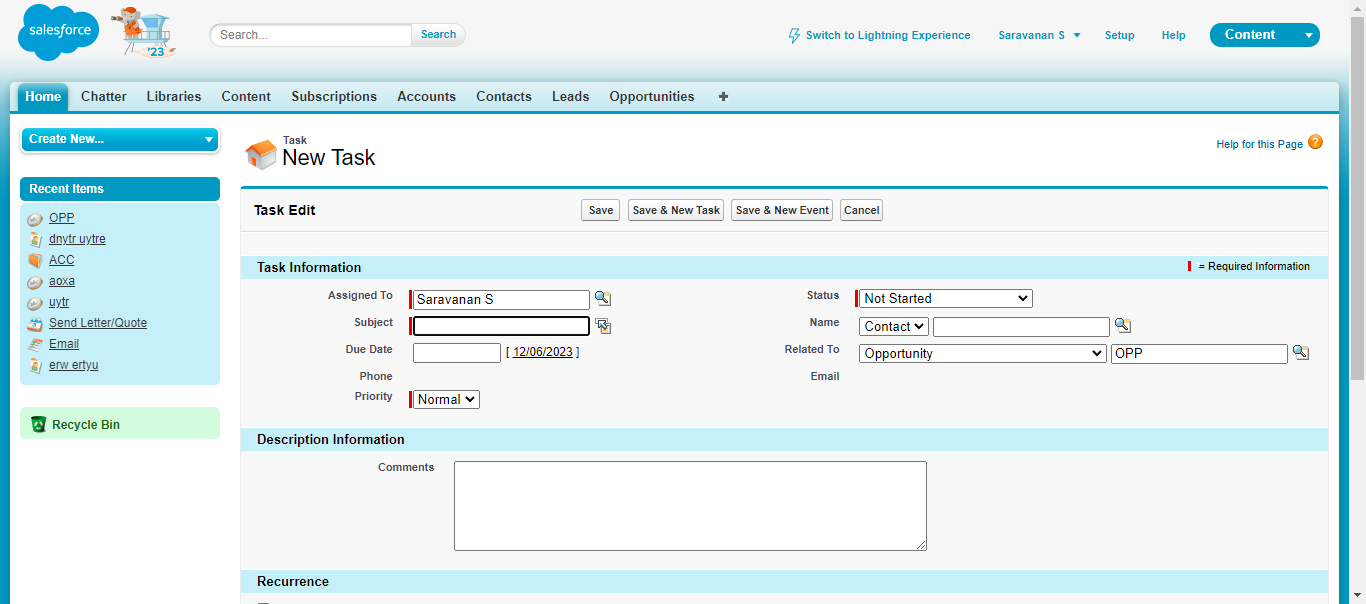 salesforce
'23
Search...
Search
Switch to Lightning Experience
Saravanan S
Setup
Help
Content
Home
Chatter
Libraries
Content
Subscriptions
Accounts
Contacts
Leads
Opportunities
+
Create New...
Recent Items
OPP
dnytr uytre
ACC
aoxa
uytr
Send Letter/Quote
Email
erw ertyu
Recycle Bin
Task
New Task
Help for this Page ?
Task Edit
Save
Save & New Task
Save & New Event
Cancel
Task Information
= Required Information
Assigned To Saravanan S
Status Not Started
Subject
Name Contact
Due Date [ 12/06/2023 ]
Related To Opportunity OPP
Phone
Email
Priority Normal
Description Information
Comments
Recurrence